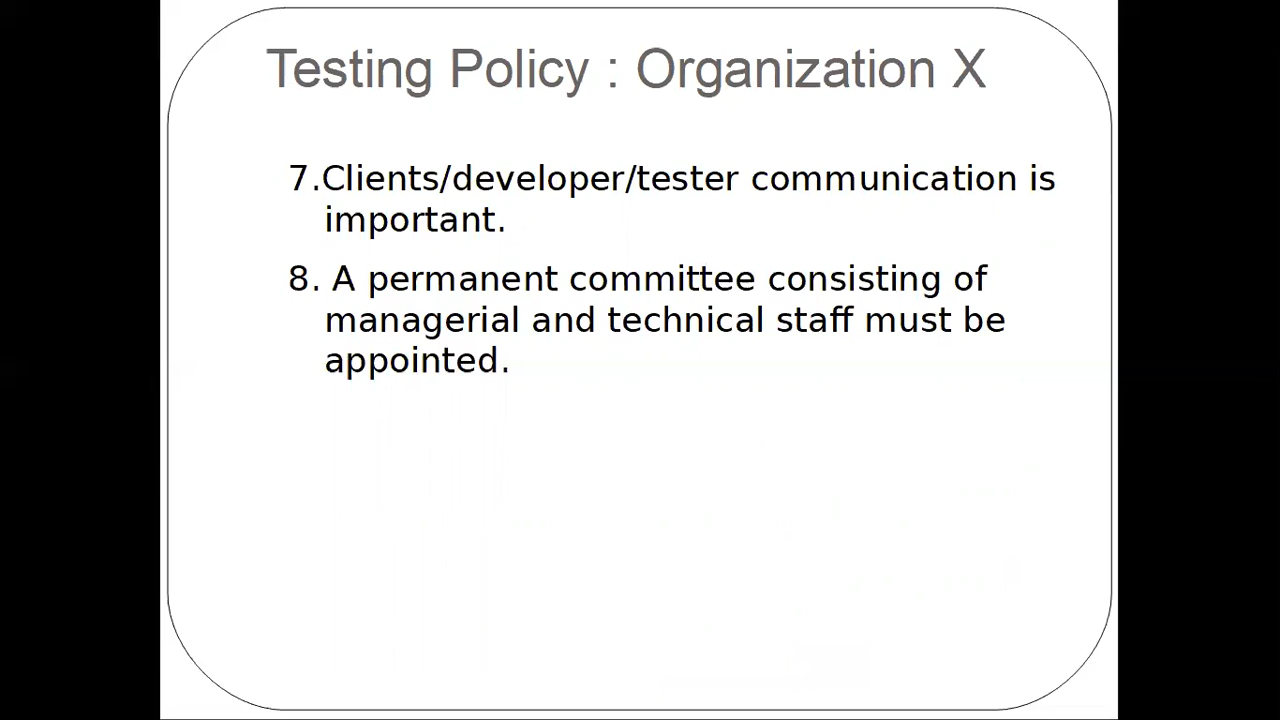 Testing Policy : Organization X
7.Clients/developer/tester communication is
important.
8. A permanent committee consisting of
managerial and technical staff must be
appointed.